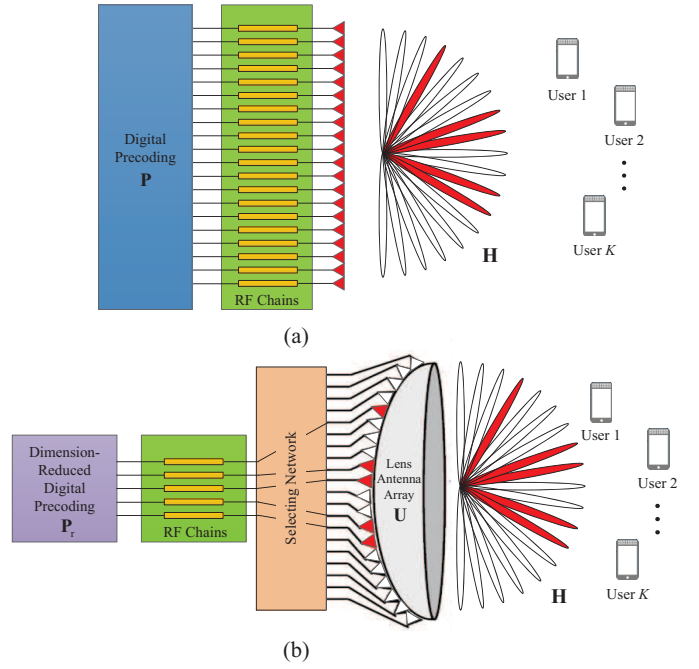 Digital
Precoding
P
RF Chains
H
User 1
User 2
User K
(a)
Dimension-
Reduced Digital
Precoding
Pr
RF Chains
Selecting Network
Lens
Antenna
Array
U
H
User 1
User 2
User K
(b)